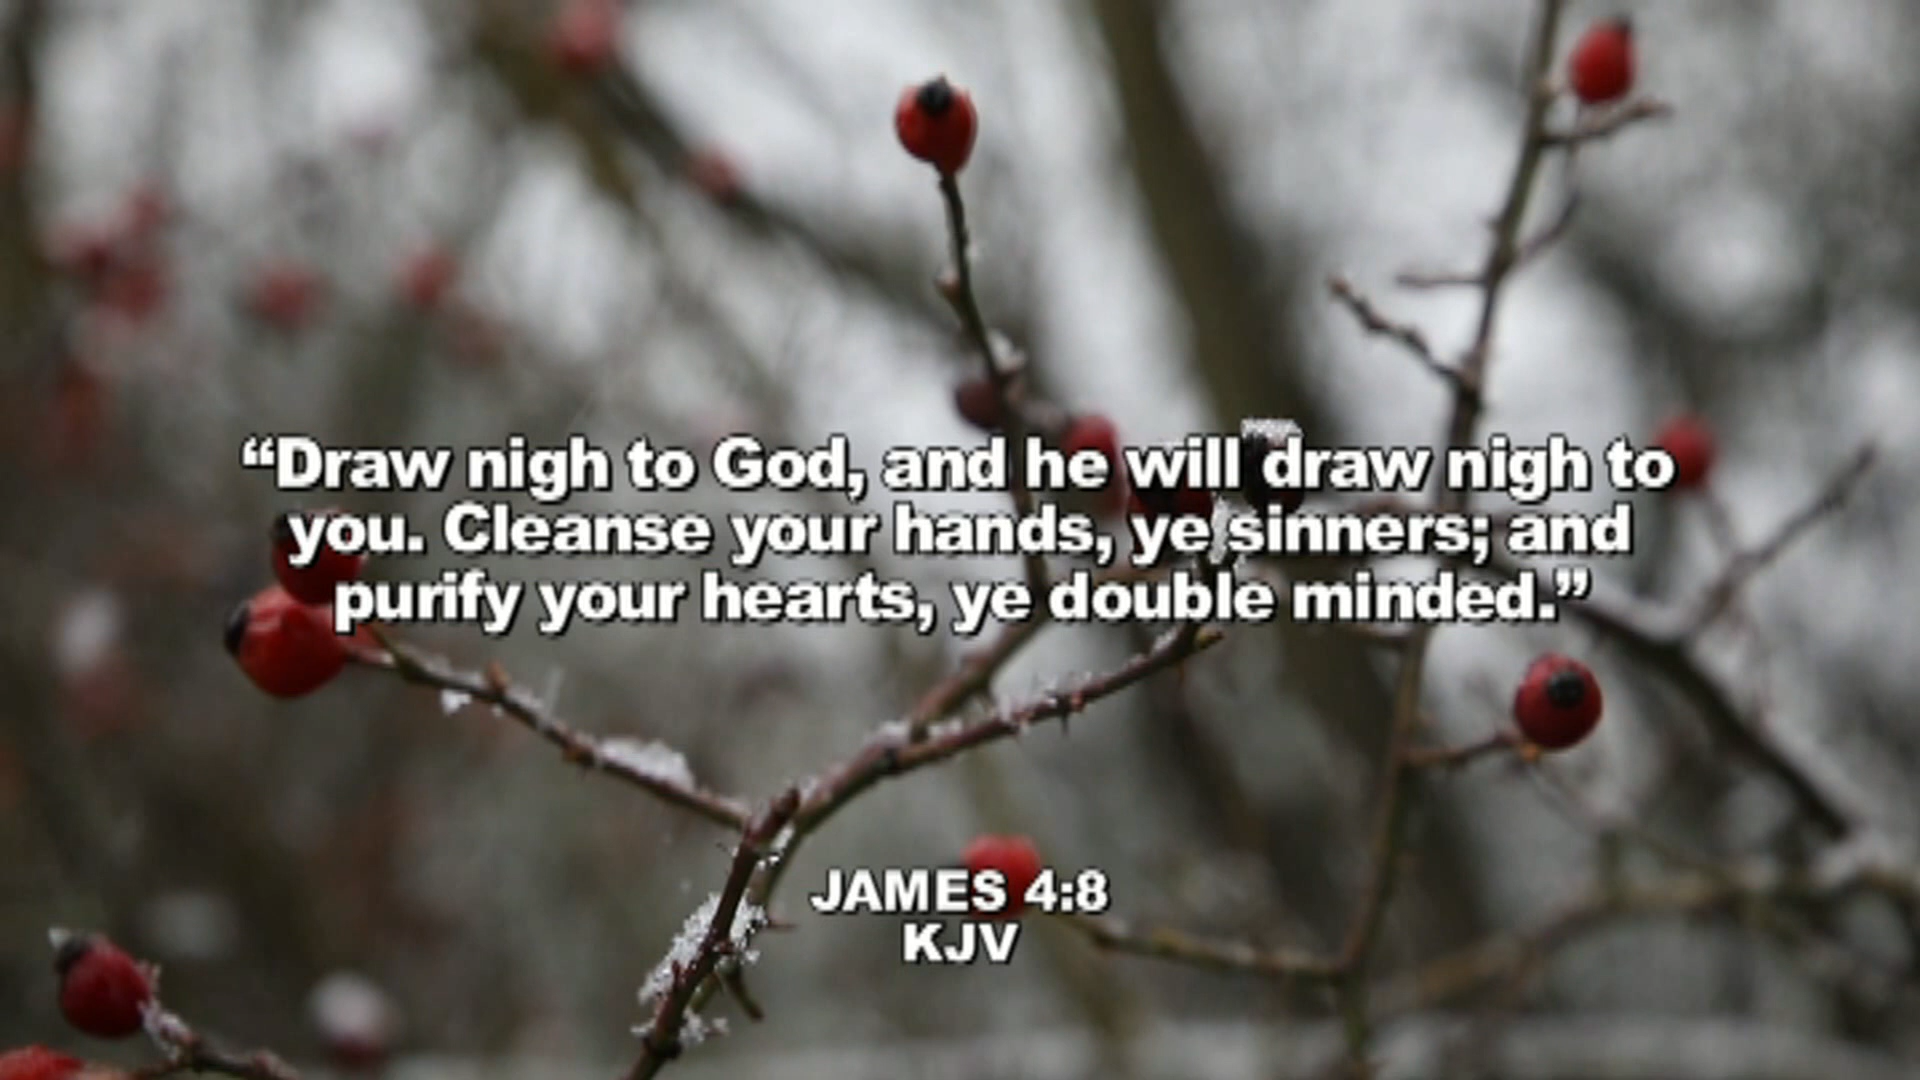 “Draw nigh to God, and he will draw nigh to
you. Cleanse your hands, ye sinners; and
purify your hearts, ye double minded.”
JAMES 4:8
KJV